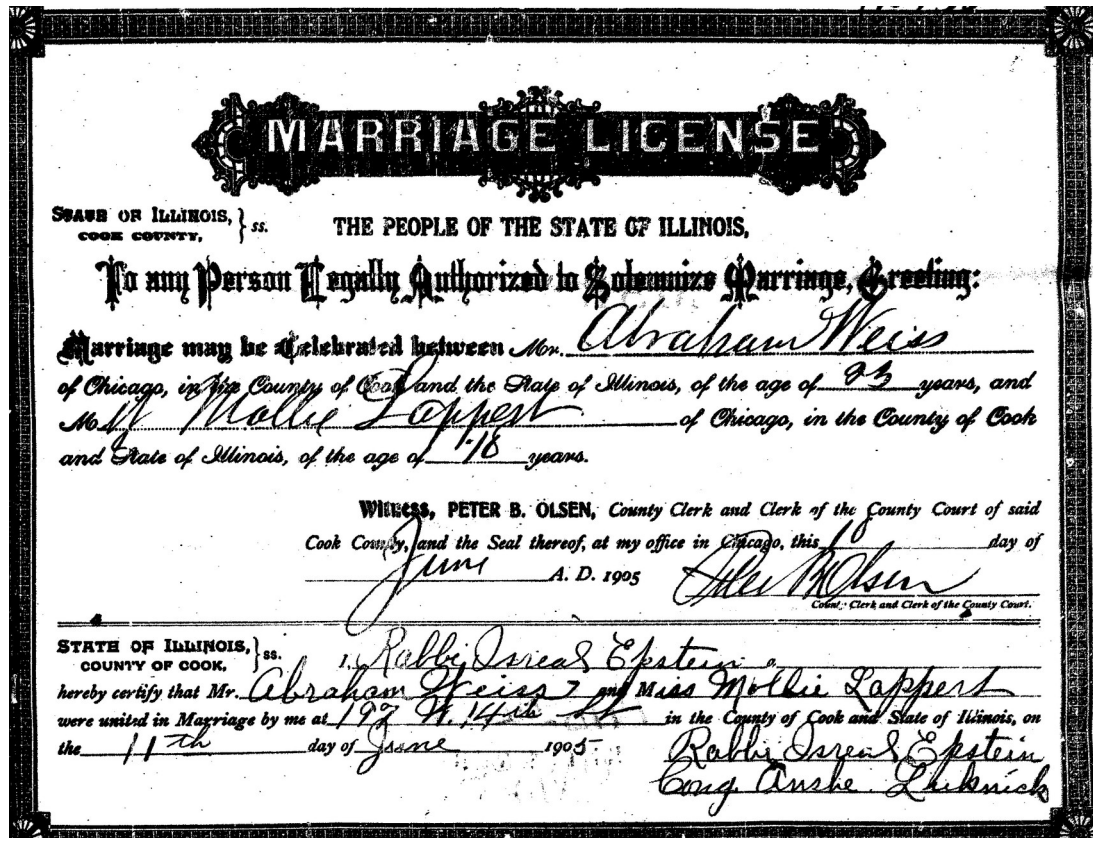 MARRIAGE LICENSE
STATE OF ILLINOIS, } ss.
COOK COUNTY,
THE PEOPLE OF THE STATE OF ILLINOIS,
To any Person Legally Authorized to Solemnize Marriage, Greeting:
Marriage may be Celebrated between Mr. Abraham Weiss
of Chicago, in the County of Cook and the State of Illinois, of the age of 23 years, and
M Mollie Lappert of Chicago, in the County of Cook
and State of Illinois, of the age of 18 years.
Witness, PETER B. OLSEN, County Clerk and Clerk of the County Court of said
Cook County, and the Seal thereof, at my office in Chicago, this 10 day of
June A. D. 1905 Peter B Olsen
County Clerk and Clerk of the County Court.
STATE OF ILLINOIS, } ss.
COUNTY OF COOK,
I, Rabbi Isreal Epstein a
hereby certify that Mr. Abraham Weiss and Miss Mollie Lappert
were united in Marriage by me at 197 W. 14th St in the County of Cook and State of Illinois, on
the 11th day of June 1905
Rabbi Isreal Epstein
Cong. Anshe